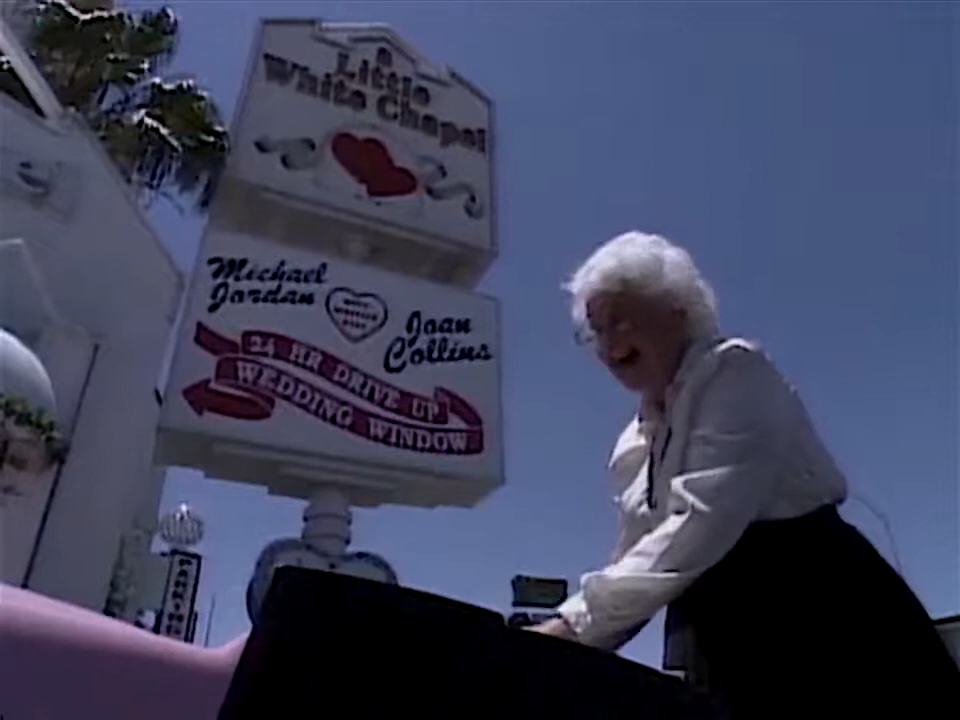 a
Little
White Chapel
Michael
Jordan
Joan
Collins
24 HR DRIVE UP
WEDDING WINDOW